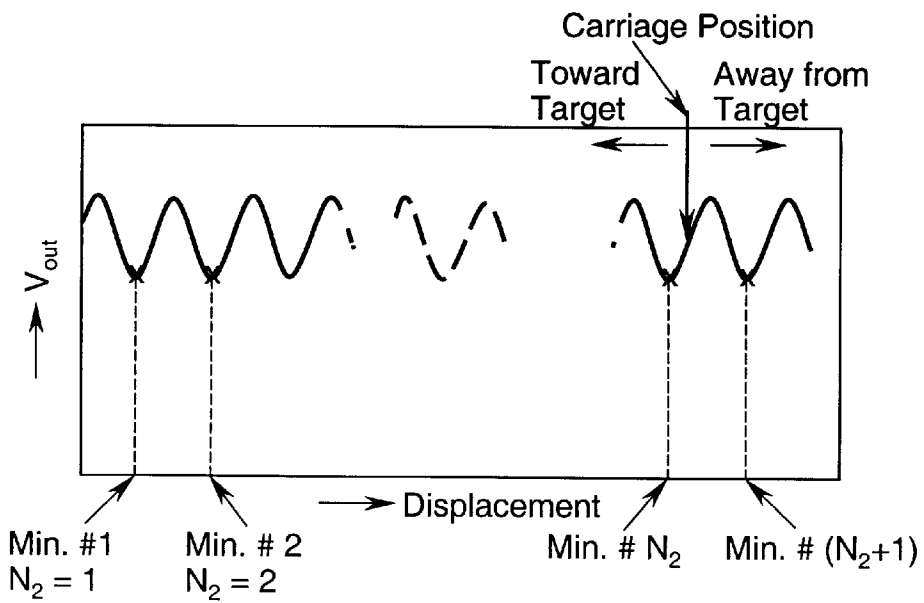 Carriage Position
Toward
Target
Away from
Target
V_out
Displacement
Min. #1
N_2 = 1
Min. # 2
N_2 = 2
Min. # N_2
Min. # (N_2+1)